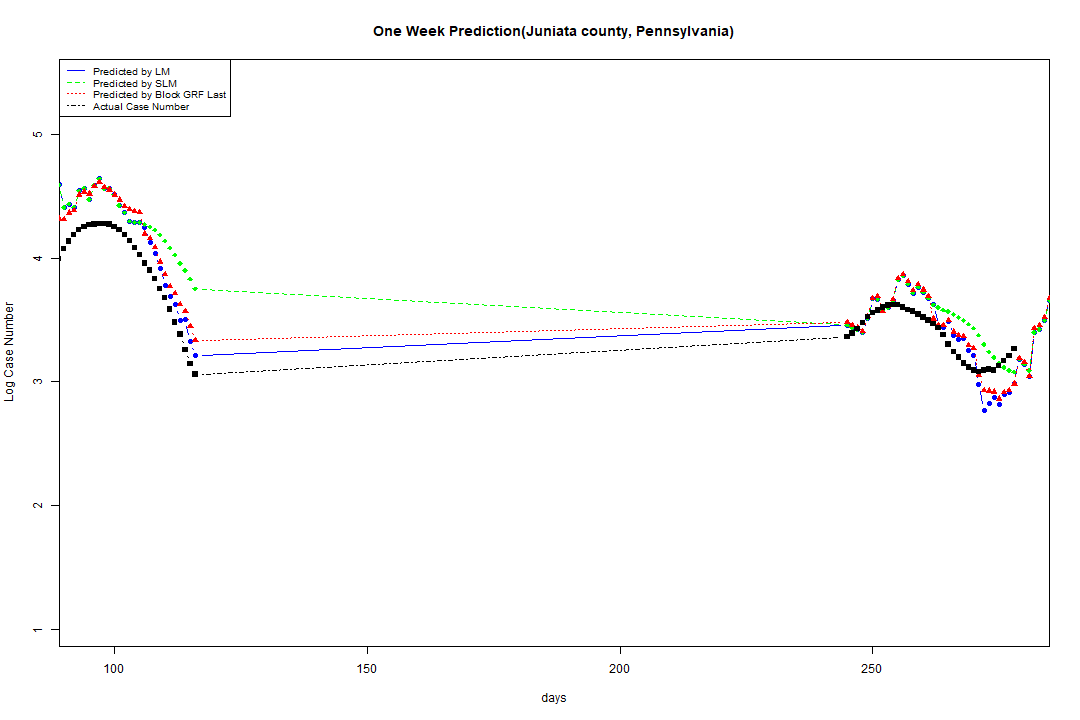 One Week Prediction(Juniata county, Pennsylvania)
Predicted by LM
Predicted by SLM
Predicted by Block GRF Last
Actual Case Number
5
4
3
2
1
Log Case Number
100 150 200 250
days